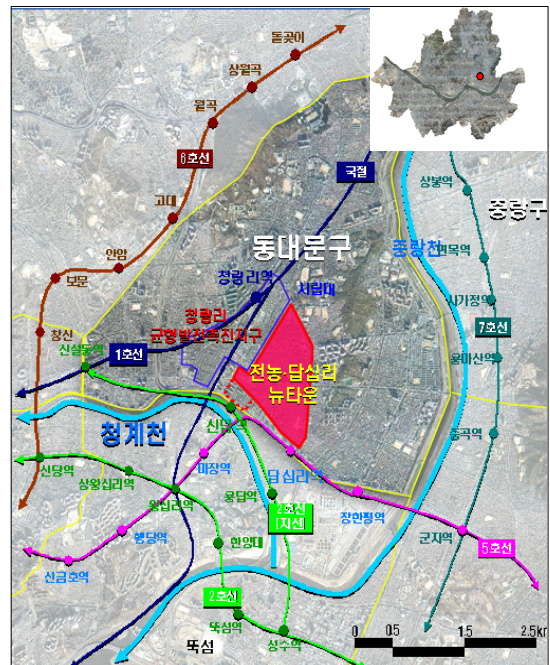 돌곶이
상월곡
월곡
6호선
국철
상봉역
중랑구
고대
동대문구
중랑천
면목역
안암
청량리역
시립대
보문
사가정역
청량리
균형발전촉진지구
창신
7호선
신설동역
1호선
용마산역
전농·답십리
뉴타운
신답역
청계천
중곡역
마장역
답십리역
신당역
상왕십리역
왕십리역
용답역
2호선
(지선)
장한평역
행당역
한양대
군자역
5호선
신금호역
2호선
뚝섬역
뚝섬
성수역
0 0.5 1.5 2.5k